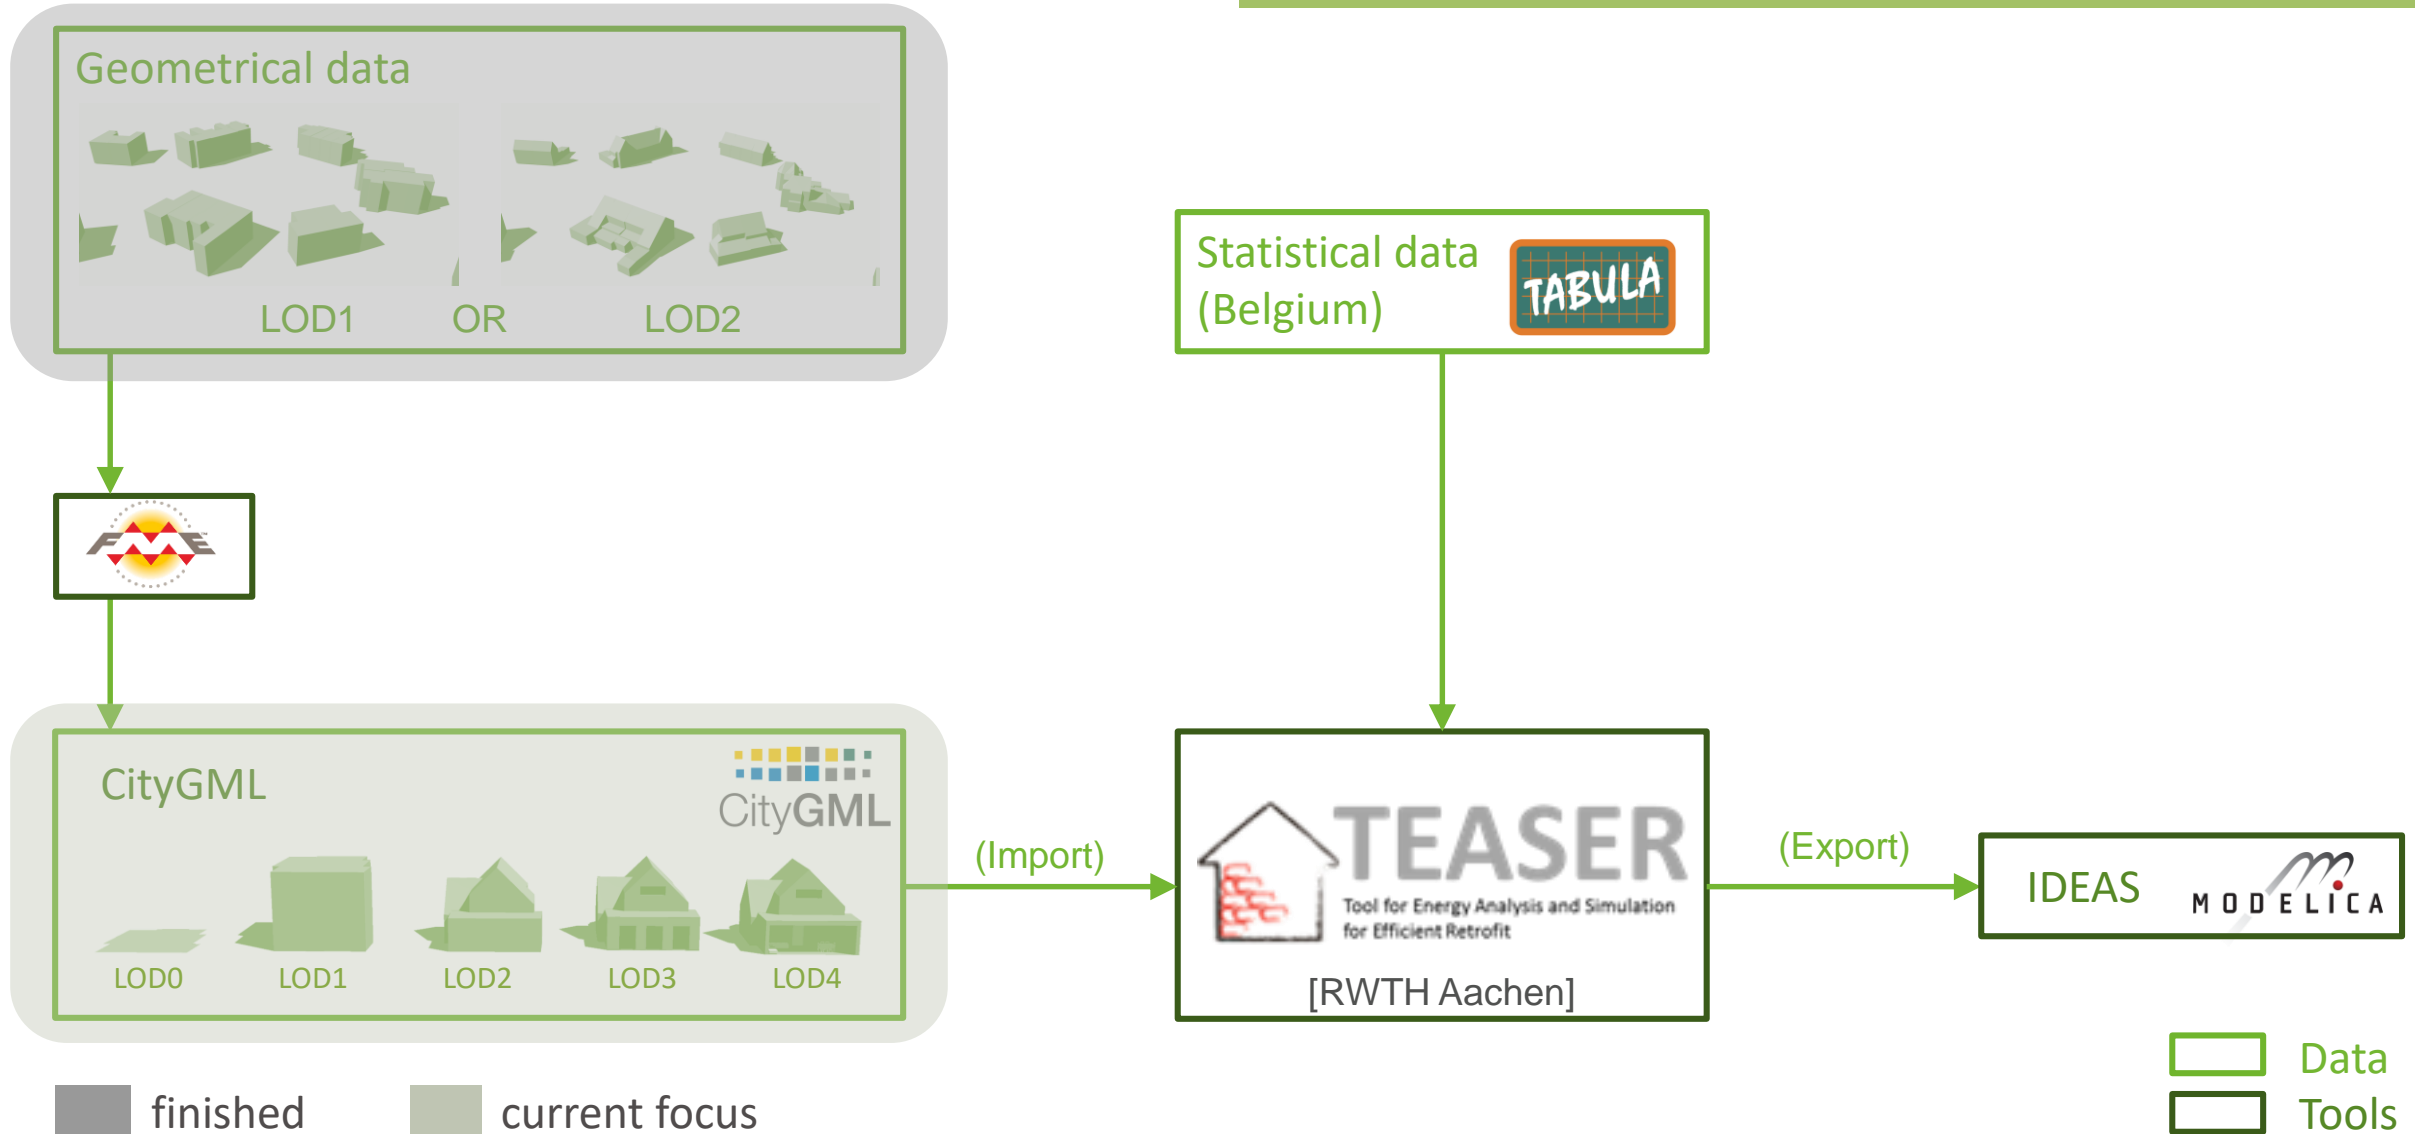 Geometrical data
LOD1 OR LOD2
Statistical data
(Belgium)
TABULA
FME
CityGML
CityGML
LOD0 LOD1 LOD2 LOD3 LOD4
(Import)
TEASER
Tool for Energy Analysis and Simulation
for Efficient Retrofit
[RWTH Aachen]
(Export)
IDEAS
MODELICA
finished
current focus
Data
Tools